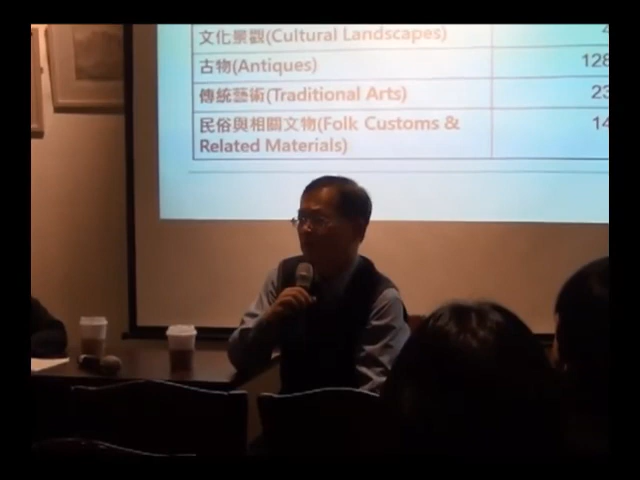 文化景觀(Cultural Landscapes) 4
古物(Antiques) 128
傳統藝術(Traditional Arts) 23
民俗與相關文物(Folk Customs & 14
Related Materials)